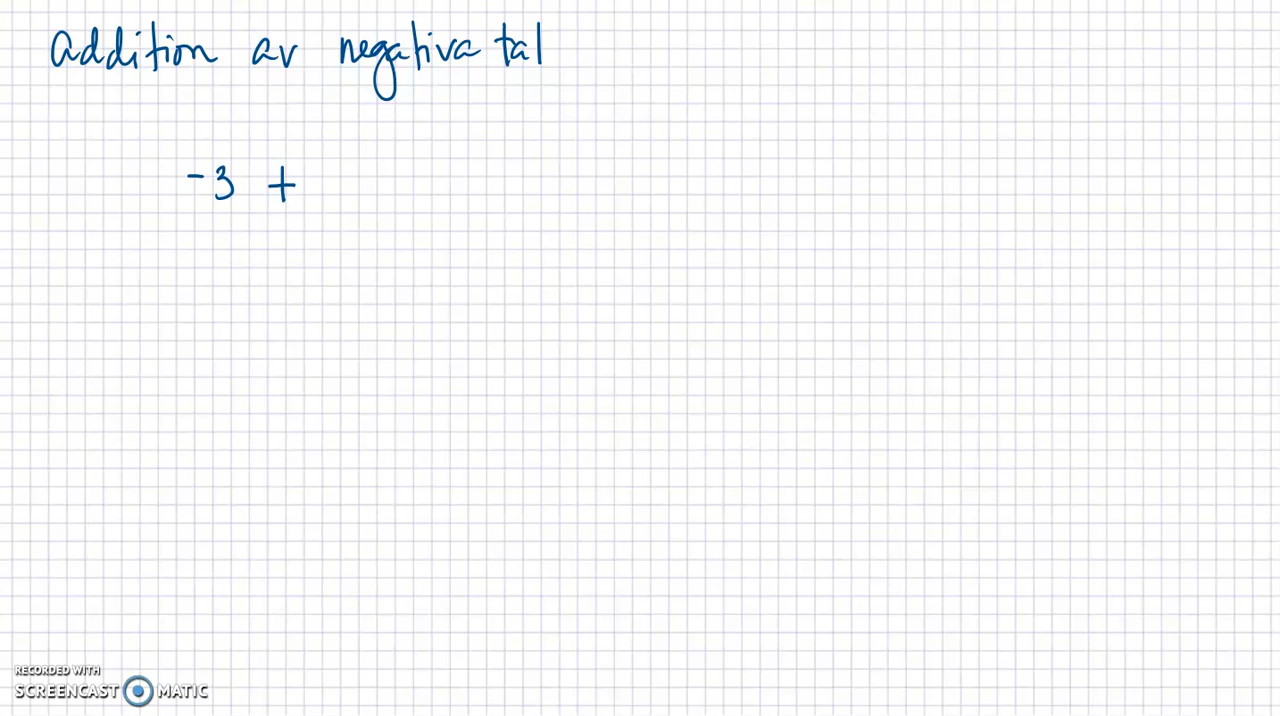 Addition av negativa tal
-3 +
RECORDED WITH
SCREENCAST MATIC